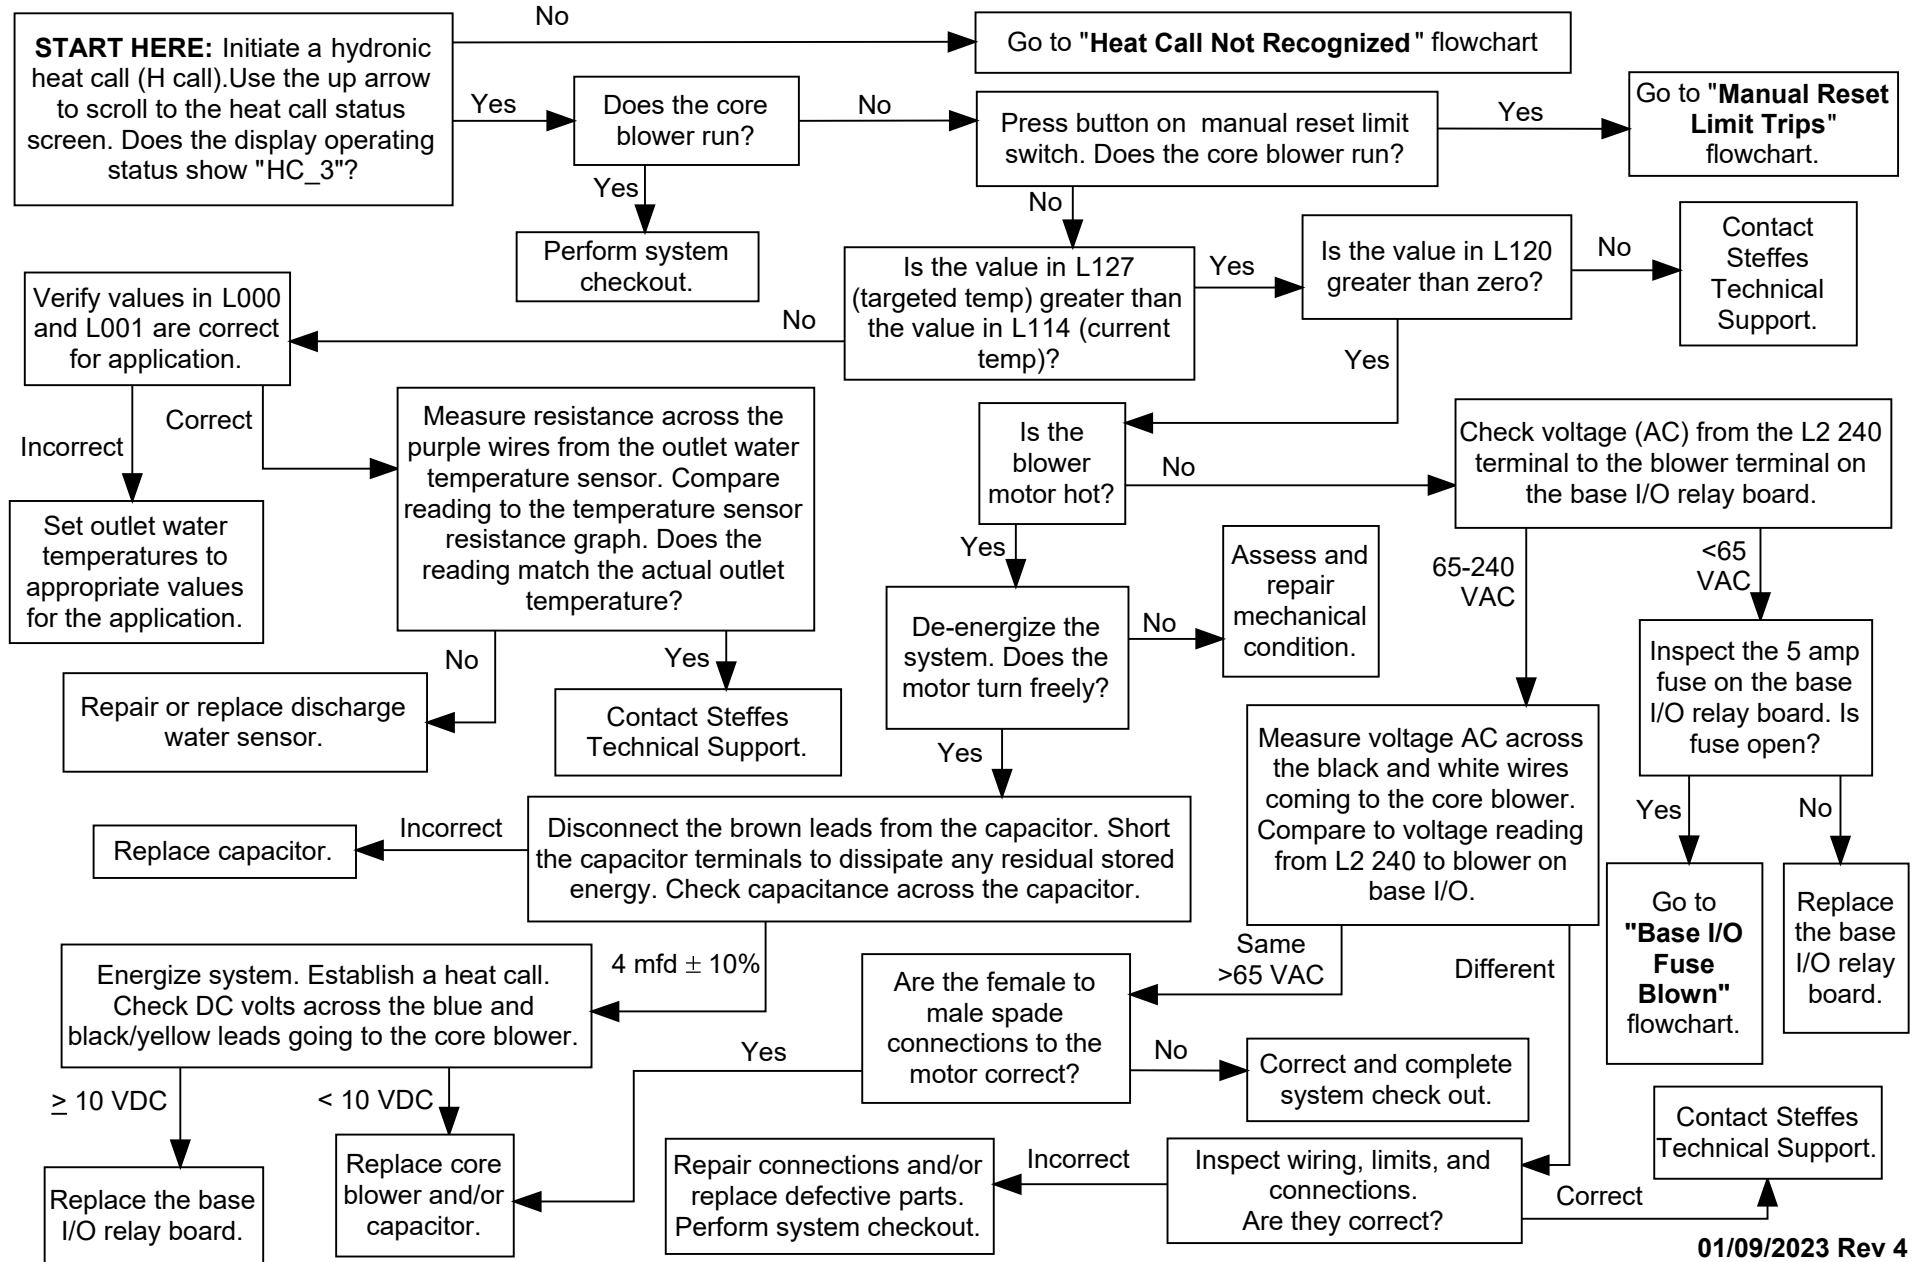 No
START HERE: Initiate a hydronic
heat call (H call).Use the up arrow
to scroll to the heat call status
screen. Does the display operating
status show "HC_3"?
Go to "Heat Call Not Recognized" flowchart
Yes
Does the core
blower run?
No
Press button on manual reset limit
switch. Does the core blower run?
Yes
Go to "Manual Reset
Limit Trips"
flowchart.
Yes
Perform system
checkout.
No
Is the value in L127
(targeted temp) greater than
the value in L114 (current
temp)?
Yes
Is the value in L120
greater than zero?
No
Contact
Steffes
Technical
Support.
No
Verify values in L000
and L001 are correct
for application.
Yes
Incorrect
Correct
Set outlet water
temperatures to
appropriate values
for the application.
Measure resistance across the
purple wires from the outlet water
temperature sensor. Compare
reading to the temperature sensor
resistance graph. Does the
reading match the actual outlet
temperature?
No
Yes
Repair or replace discharge
water sensor.
Contact Steffes
Technical Support.
Is the
blower
motor hot?
No
Check voltage (AC) from the L2 240
terminal to the blower terminal on
the base I/O relay board.
Yes
De-energize the
system. Does the
motor turn freely?
No
Assess and
repair
mechanical
condition.
65-240
VAC
<65
VAC
Inspect the 5 amp
fuse on the base
I/O relay board. Is
fuse open?
Yes
No
Go to
"Base I/O
Fuse
Blown"
flowchart.
Replace
the base
I/O relay
board.
Measure voltage AC across
the black and white wires
coming to the core blower.
Compare to voltage reading
from L2 240 to blower on
base I/O.
Yes
Disconnect the brown leads from the capacitor. Short
the capacitor terminals to dissipate any residual stored
energy. Check capacitance across the capacitor.
Incorrect
Replace capacitor.
4 mfd ± 10%
Energize system. Establish a heat call.
Check DC volts across the blue and
black/yellow leads going to the core blower.
≥ 10 VDC
< 10 VDC
Replace the base
I/O relay board.
Replace core
blower and/or
capacitor.
Same
>65 VAC
Different
Are the female to
male spade
connections to the
motor correct?
Yes
No
Correct and complete
system check out.
Inspect wiring, limits, and
connections.
Are they correct?
Incorrect
Repair connections and/or
replace defective parts.
Perform system checkout.
Correct
Contact Steffes
Technical Support.
01/09/2023 Rev 4